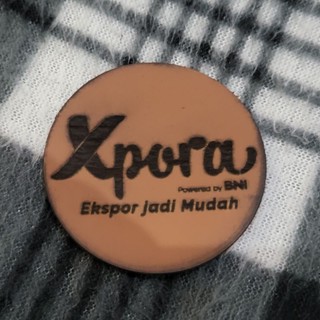 Xpora
Powered by BNI
Ekspor jadi Mudah